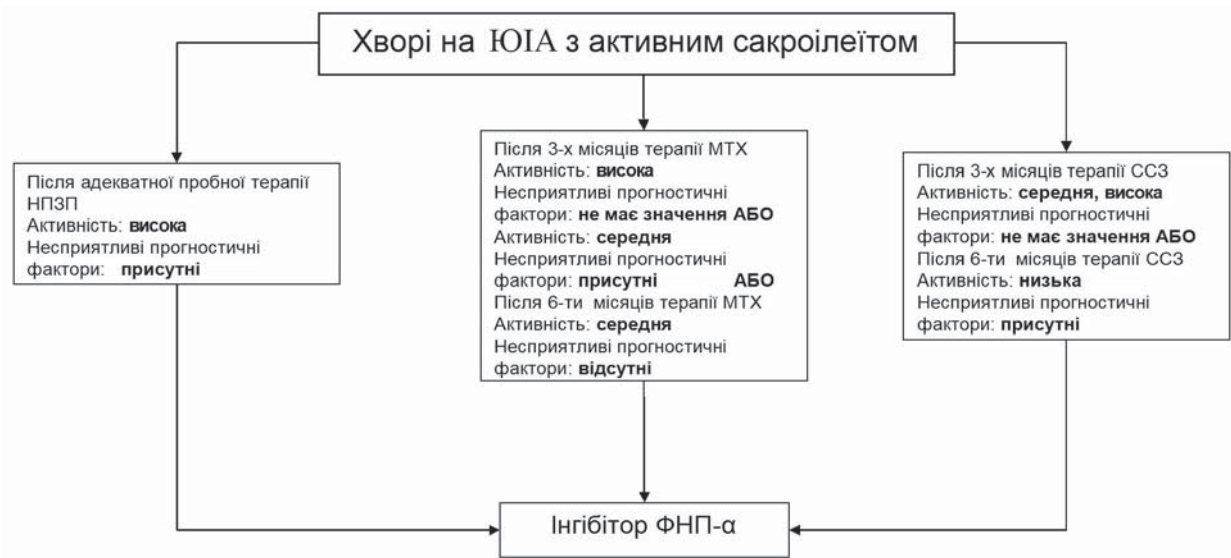 Хворі на ЮІА з активним сакроілеїтом
Після адекватної пробної терапії
НПЗП
Активність: висока
Несприятливі прогностичні
фактори: присутні
Після 3-х місяців терапії МТХ
Активність: висока
Несприятливі прогностичні
фактори: не має значення АБО
Активність: середня
Несприятливі прогностичні
фактори: присутні АБО
Після 6-ти місяців терапії МТХ
Активність: середня
Несприятливі прогностичні
фактори: відсутні
Після 3-х місяців терапії ССЗ
Активність: середня, висока
Несприятливі прогностичні
фактори: не має значення АБО
Після 6-ти місяців терапії ССЗ
Активність: низька
Несприятливі прогностичні
фактори: присутні
Інгібітор ФНП-α